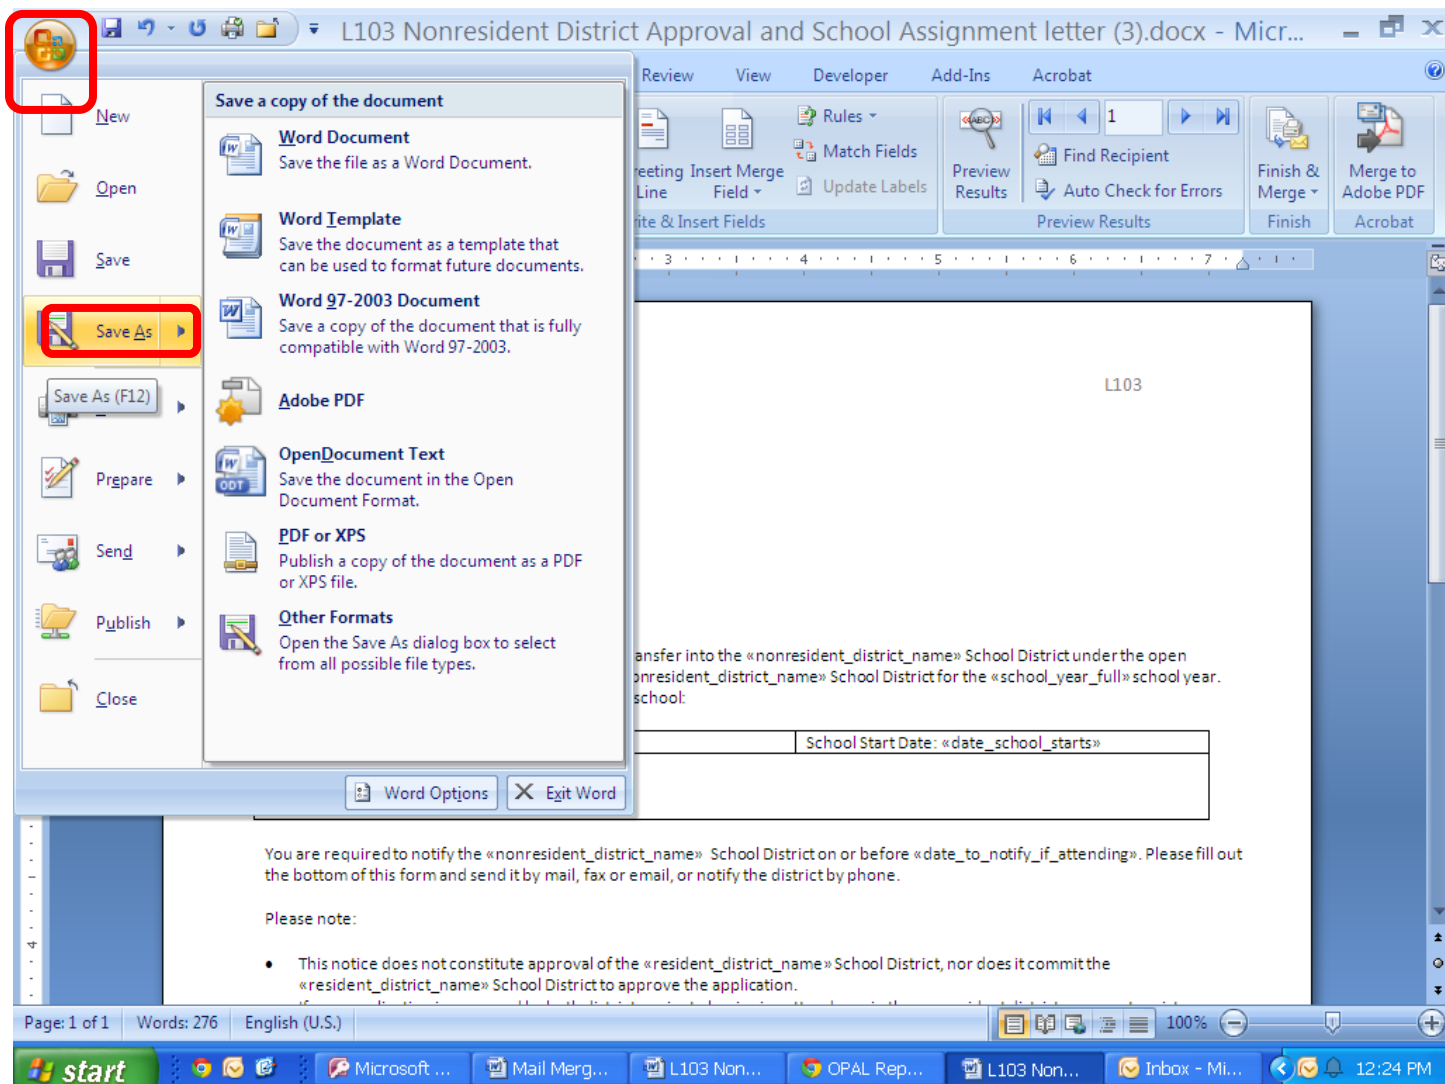 L103 Nonresident District Approval and School Assignment letter (3).docx - Micr...
Review View Developer Add-Ins Acrobat
New
Open
Save
Save As
Save As (F12)
Prepare
Send
Publish
Close
Save a copy of the document
Word Document
Save the file as a Word Document.
Word Template
Save the document as a template that
can be used to format future documents.
Word 97-2003 Document
Save a copy of the document that is fully
compatible with Word 97-2003.
Adobe PDF
OpenDocument Text
Save the document in the Open
Document Format.
PDF or XPS
Publish a copy of the document as a PDF
or XPS file.
Other Formats
Open the Save As dialog box to select
from all possible file types.
Word Options
Exit Word
reeting Line
Insert Merge Field
Rules
Match Fields
Update Labels
rite & Insert Fields
«ABC»
Preview Results
1
Find Recipient
Auto Check for Errors
Preview Results
Finish & Merge
Finish
Merge to Adobe PDF
Acrobat
3 4 5 6 7
L103
ansfer into the «nonresident_district_name» School District under the open
onresident_district_name» School District for the «school_year_full» school year.
school:
School Start Date: «date_school_starts»
You are required to notify the «nonresident_district_name» School District on or before «date_to_notify_if_attending». Please fill out
the bottom of this form and send it by mail, fax or email, or notify the district by phone.
Please note:
• This notice does not constitute approval of the «resident_district_name» School District, nor does it commit the
«resident_district_name» School District to approve the application.
4
Page: 1 of 1 Words: 276 English (U.S.) 100%
start Microsoft ... Mail Merg... L103 Non... OPAL Rep... L103 Non... Inbox - Mi... 12:24 PM